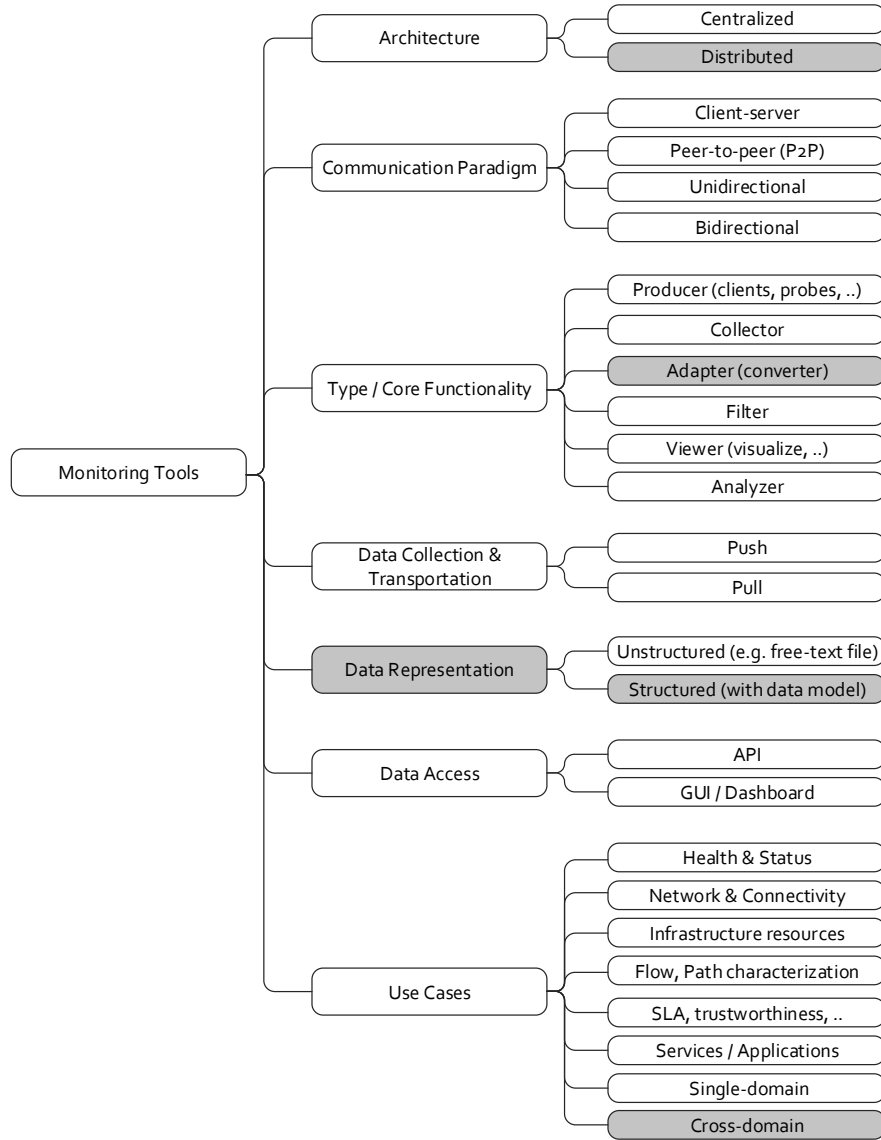 Monitoring Tools
Architecture
Centralized
Distributed
Communication Paradigm
Client-server
Peer-to-peer (P2P)
Unidirectional
Bidirectional
Type / Core Functionality
Producer (clients, probes, ..)
Collector
Adapter (converter)
Filter
Viewer (visualize, ..)
Analyzer
Data Collection &
Transportation
Push
Pull
Data Representation
Unstructured (e.g. free-text file)
Structured (with data model)
Data Access
API
GUI / Dashboard
Use Cases
Health & Status
Network & Connectivity
Infrastructure resources
Flow, Path characterization
SLA, trustworthiness, ..
Services / Applications
Single-domain
Cross-domain